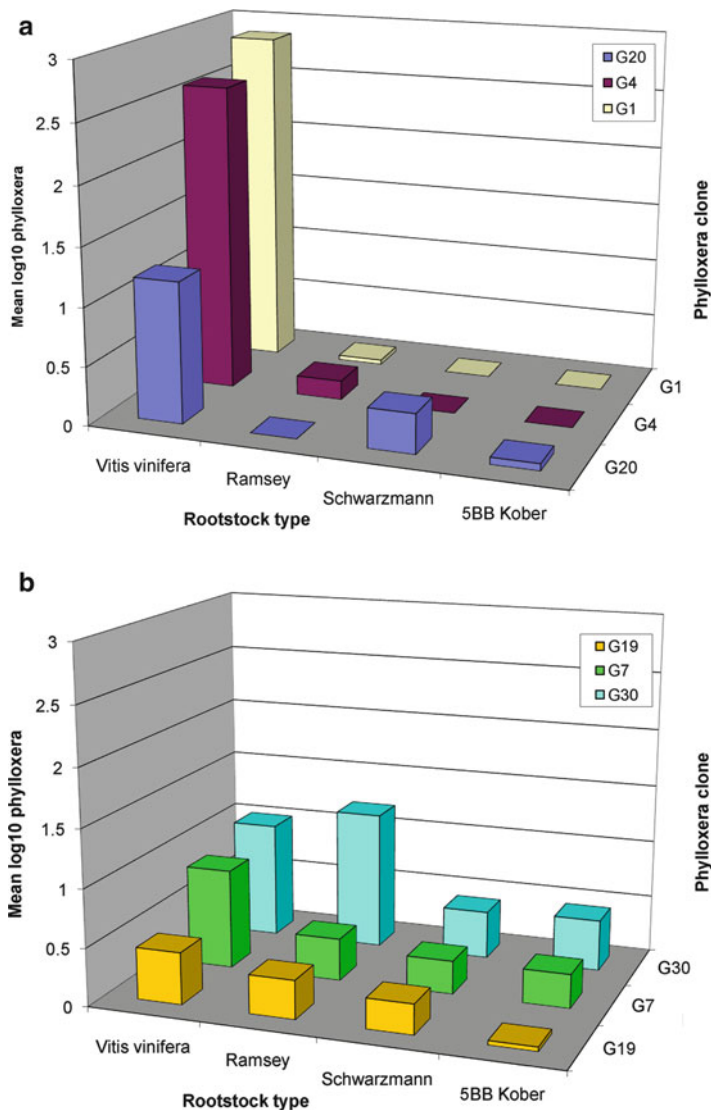 a
3
2.5
2
1.5
1
0.5
0
Mean log10 phylloxera
G20
G4
G1
Phylloxera clone
G1
G4
G20
Vitis vinifera
Ramsey
Schwarzmann
5BB Kober
Rootstock type
b
3
2.5
2
1.5
1
0.5
0
Mean log10 phylloxera
G19
G7
G30
Phylloxera clone
G30
G7
G19
Vitis vinifera
Ramsey
Schwarzmann
5BB Kober
Rootstock type